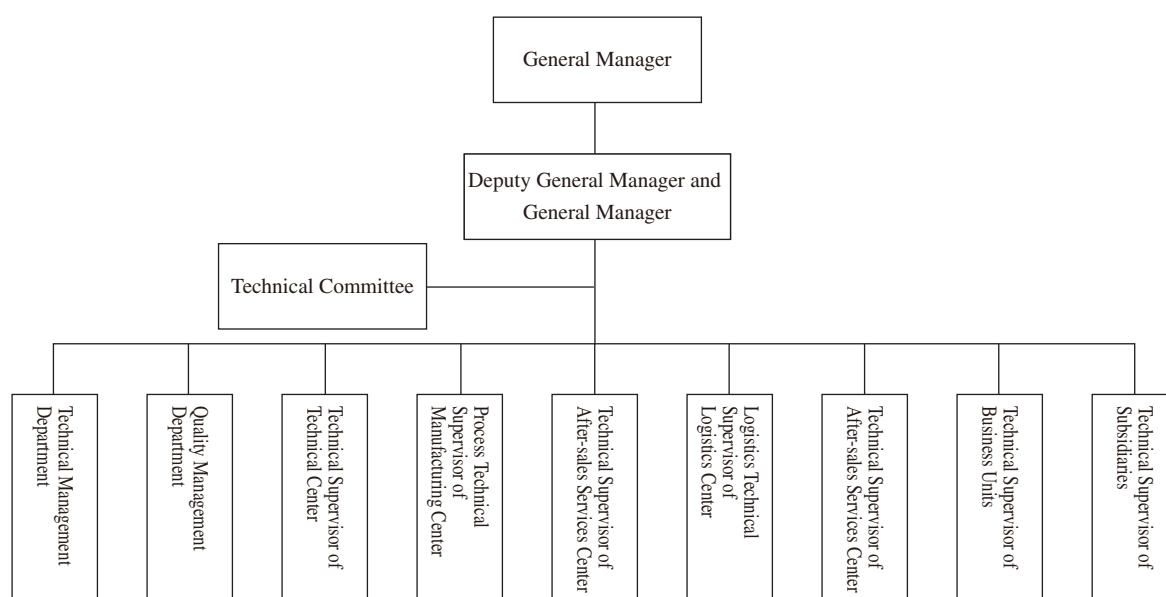 General Manager
Deputy General Manager and
General Manager
Technical Committee
Technical Management
Department
Quality Management
Department
Technical Supervisor of
Technical Center
Process Technical
Supervisor of
Manufacturing Center
Technical Supervisor of
After-sales Services Center
Logistics Technical
Supervisor of
Logistics Center
Technical Supervisor of
After-sales Services Center
Technical Supervisor of
Business Units
Technical Supervisor of
Subsidiaries